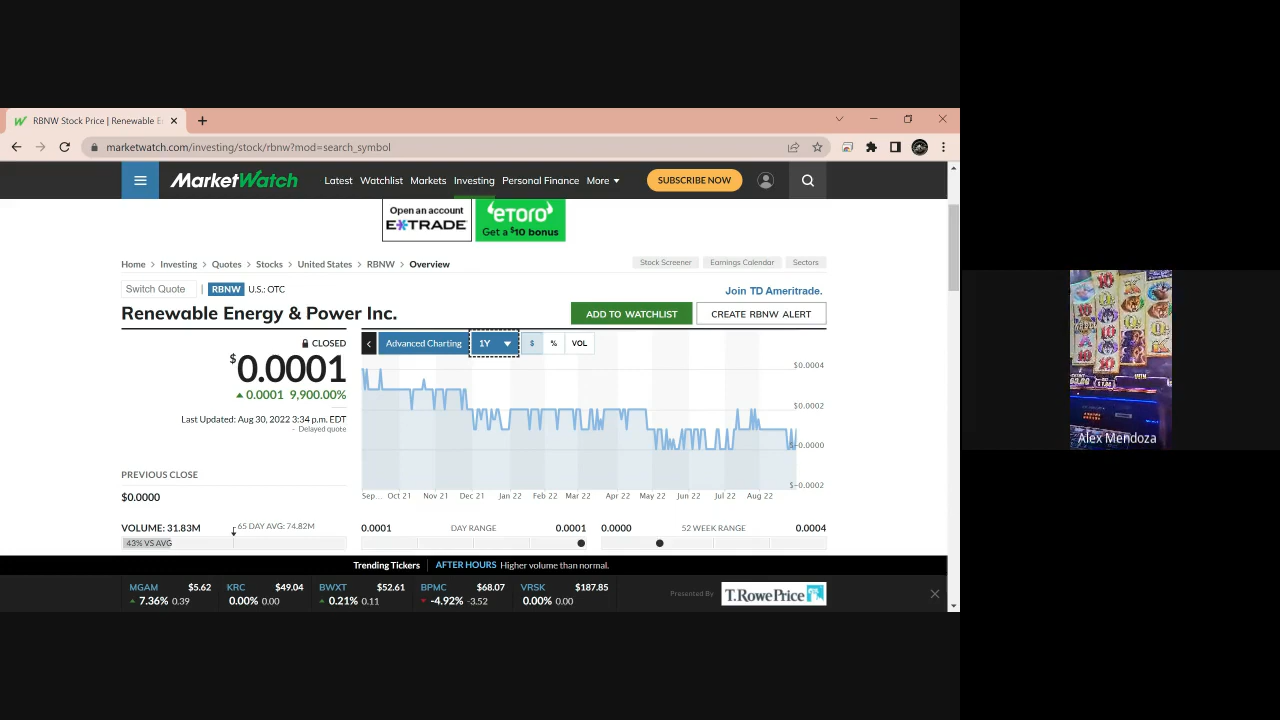 RBNW Stock Price | Renewable E
marketwatch.com/investing/stock/rbnw?mod=search_symbol
MarketWatch Latest Watchlist Markets Investing Personal Finance More SUBSCRIBE NOW
Open an account
E*TRADE
eToro
Get a $10 bonus
Home > Investing > Quotes > Stocks > United States > RBNW > Overview
Stock Screener Earnings Calendar Sectors
Switch Quote | RBNW U.S.: OTC
Join TD Ameritrade.
Renewable Energy & Power Inc.
ADD TO WATCHLIST CREATE RBNW ALERT
CLOSED
$0.0001
0.0001 9,900.00%
Last Updated: Aug 30, 2022 3:34 p.m. EDT
Delayed quote
PREVIOUS CLOSE
$0.0000
Advanced Charting 1Y $ % VOL
$0.0004
$0.0002
$-0.0000
$-0.0002
Sep... Oct 21 Nov 21 Dec 21 Jan 22 Feb 22 Mar 22 Apr 22 May 22 Jun 22 Jul 22 Aug 22
VOLUME: 31.83M 65 DAY AVG: 74.82M
43% VS AVG
0.0001 DAY RANGE 0.0001
0.0000 52 WEEK RANGE 0.0004
Trending Tickers | AFTER HOURS Higher volume than normal.
MGAM $5.62 KRC $49.04 BWXT $52.61 BPMC $68.07 VRSK $187.85
7.36% 0.39 0.00% 0.00 0.21% 0.11 -4.92% -3.52 0.00% 0.00
Presented By T.RowePrice
Alex Mendoza